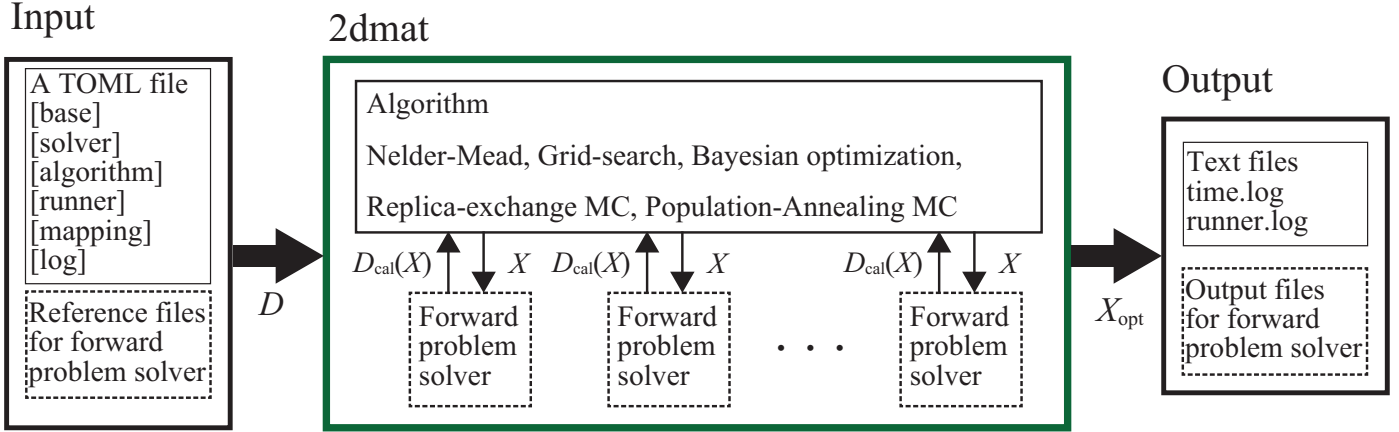 Input
A TOML file
[base]
[solver]
[algorithm]
[runner]
[mapping]
[log]
Reference files
for forward
problem solver
D
2dmat
Algorithm
Nelder-Mead, Grid-search, Bayesian optimization,
Replica-exchange MC, Population-Annealing MC
Dcal(X) X Dcal(X) X Dcal(X) X
Forward
problem
solver
Forward
problem
solver
. . .
Forward
problem
solver
Xopt
Output
Text files
time.log
runner.log
Output files
for forward
problem solver